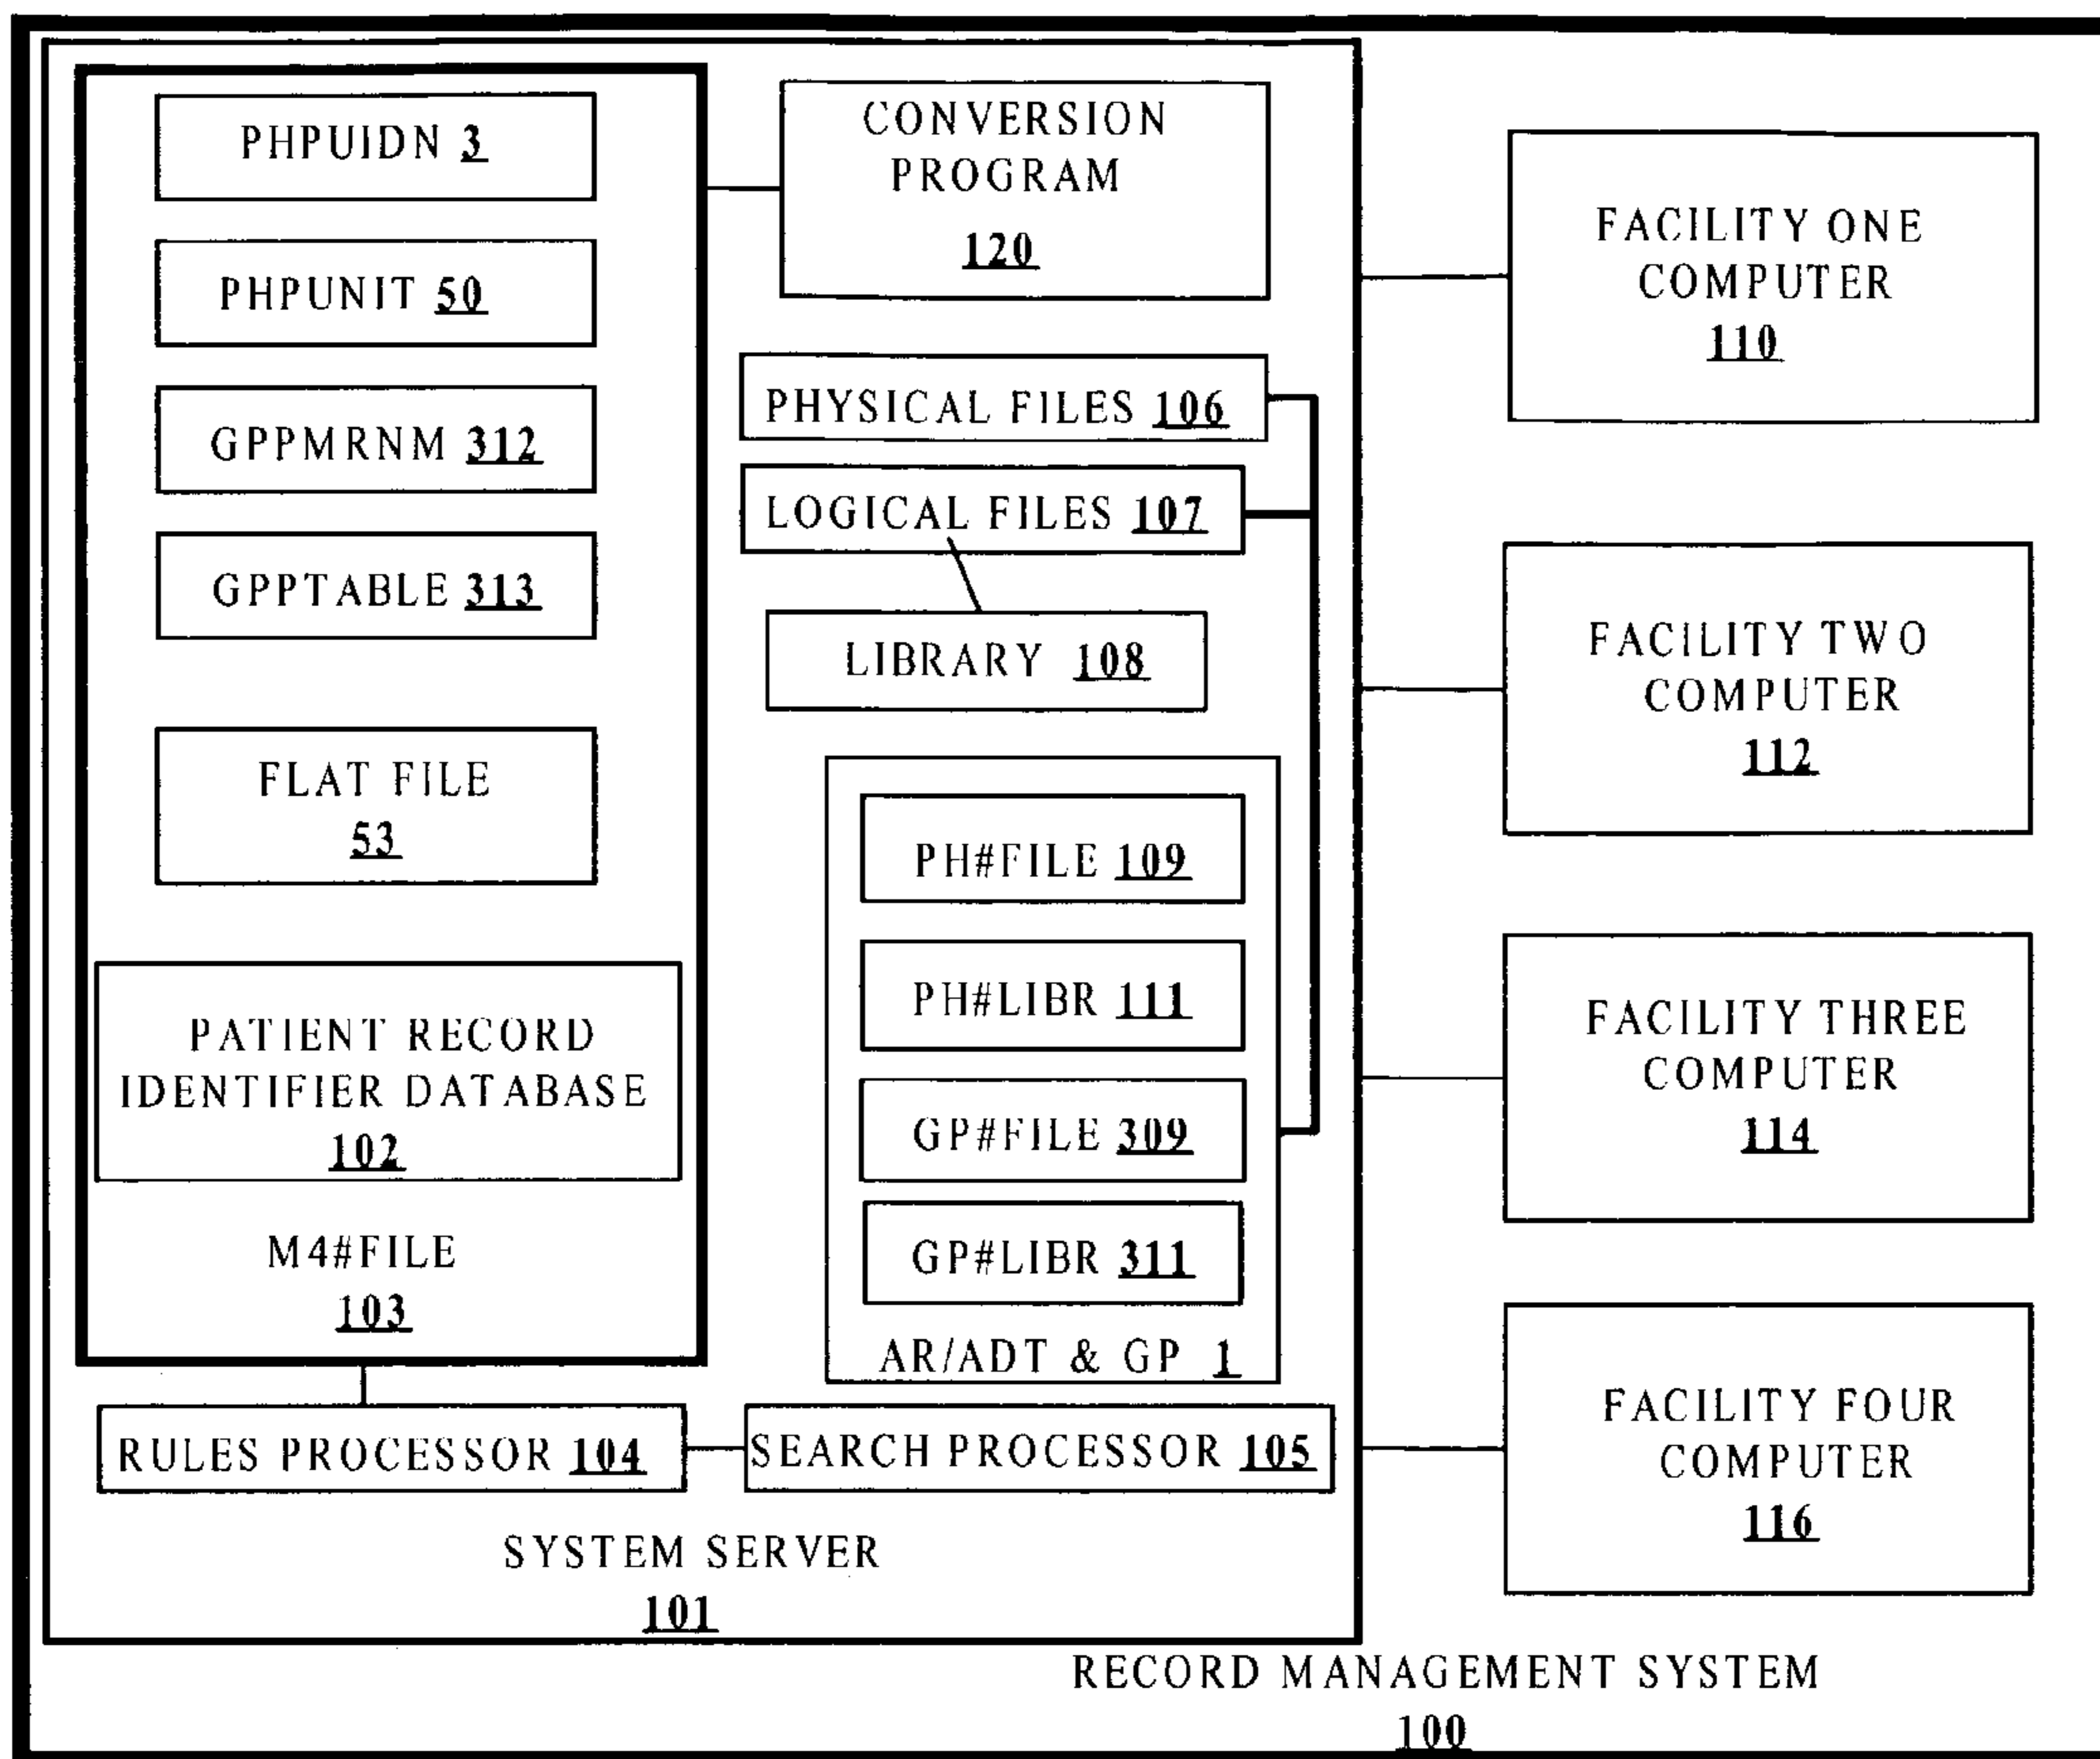 PHPUIDN 3
PHPUNIT 50
GPPMRNM 312
GPPTABLE 313
FLAT FILE
53
PATIENT RECORD
IDENTIFIER DATABASE
102
M4#FILE
103
RULES PROCESSOR 104
CONVERSION
PROGRAM
120
PHYSICAL FILES 106
LOGICAL FILES 107
LIBRARY 108
PH#FILE 109
PH#LIBR 111
GP#FILE 309
GP#LIBR 311
AR/ADT & GP 1
SEARCH PROCESSOR 105
SYSTEM SERVER
101
FACILITY ONE
COMPUTER
110
FACILITY TWO
COMPUTER
112
FACILITY THREE
COMPUTER
114
FACILITY FOUR
COMPUTER
116
RECORD MANAGEMENT SYSTEM
100